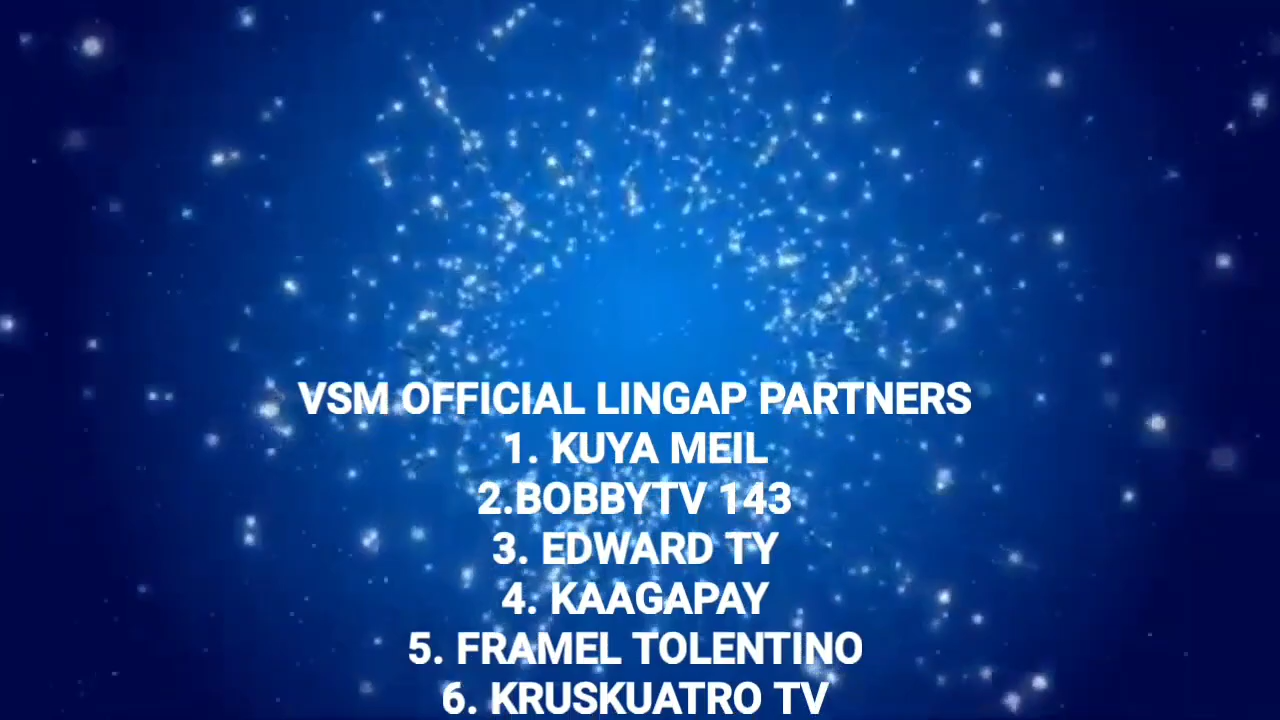 VSM OFFICIAL LINGAP PARTNERS
1. KUYA MEIL
2.BOBBYTV 143
3. EDWARD TY
4. KAAGAPAY
5. FRAMEL TOLENTINO
6. KRUSKUATRO TV